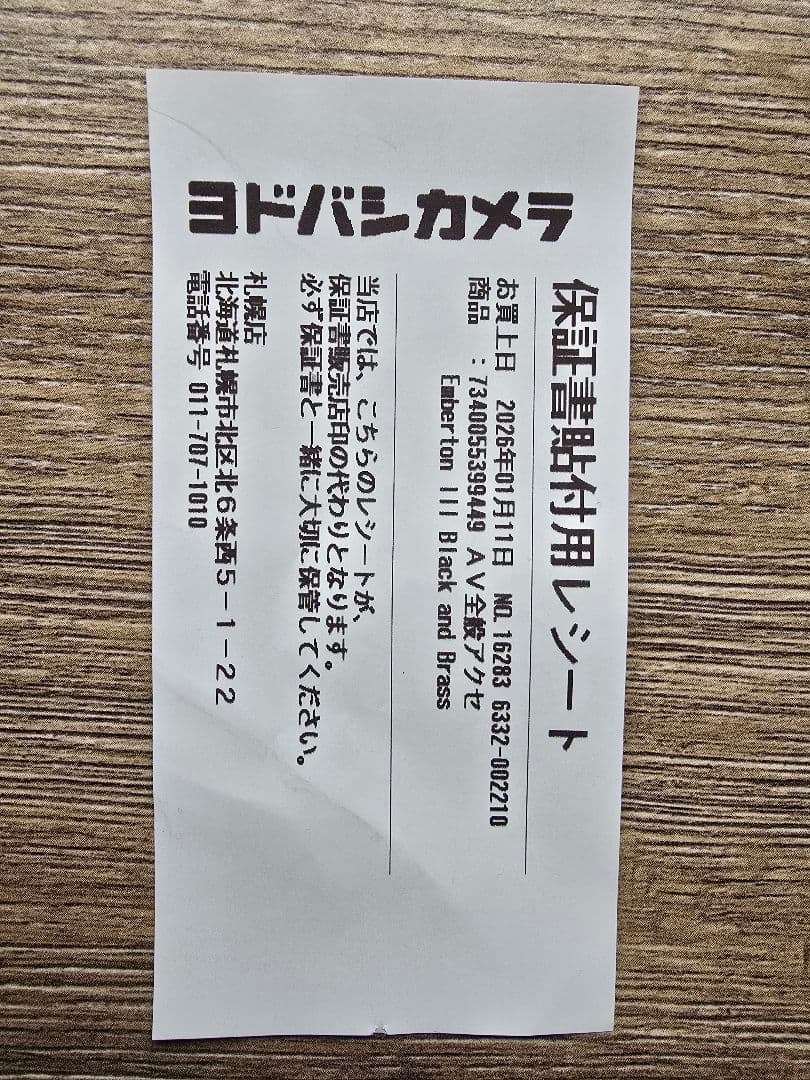 保証書貼付用レシート
お買上日 2026年01月11日 NO. 16283 6332-002210
商品 :7340055399449 AV全般アクセ
Emberton III Black and Brass
当店では、こちらのレシートが、
保証書販売店印の代わりとなります。
必ず保証書と一緒に大切に保管してください。
札幌店
北海道札幌市北区北6条西5-1-22
電話番号 011-707-1010
ヨドバシカメラ